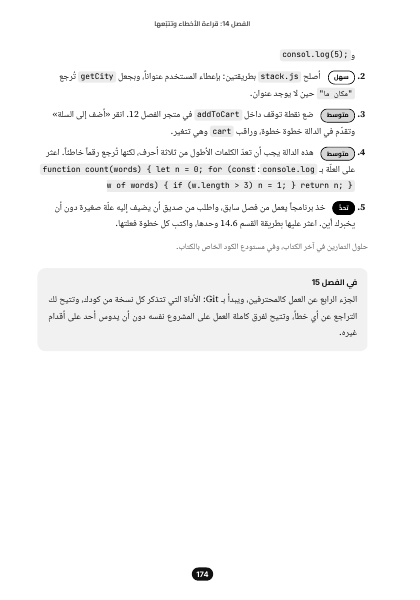 الفصل 14: قراءة الأخطاء وتتبّعها
و consol.log(5);
2. سهل أصلح stack.js بطريقتين: بإعطاء المستخدم عنواناً، وبجعل getCity تُرجع
"مكان ما" حين لا يوجد عنوان.
3. متوسط ضع نقطة توقف داخل addToCart في متجر الفصل 12. انقر «أضف إلى السلة»
وتقدّم في الدالة خطوة خطوة، وراقب cart وهي تتغير.
4. متوسط هذه الدالة يجب أن تعدّ الكلمات الأطول من ثلاثة أحرف، لكنها تُرجع رقماً خاطئاً. اعثر
على العلّة بـ console.log: function count(words) { let n = 0; for (const
w of words) { if (w.length > 3) n = 1; } return n; }
5. تحدٍّ خذ برنامجاً يعمل من فصل سابق، واطلب من صديق أن يضيف إليه علّة صغيرة دون أن
يخبرك أين. اعثر عليها بطريقة القسم 14.6 وحدها، واكتب كل خطوة فعلتها.
حلول التمارين في آخر الكتاب، وفي مستودع الكود الخاص بالكتاب.
في الفصل 15
الجزء الرابع عن العمل كالمحترفين، ويبدأ بـ Git: الأداة التي تتذكر كل نسخة من كودك، وتتيح لك
التراجع عن أي خطأ، وتتيح لفرق كاملة العمل على المشروع نفسه دون أن يدوس أحد على أقدام
غيره.
174